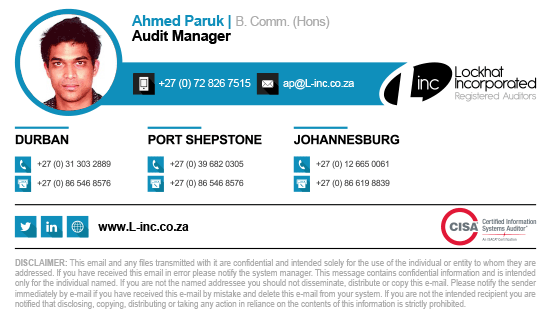 Ahmed Paruk | B. Comm. (Hons)
Audit Manager
+27 (0) 72 826 7515 ap@L-inc.co.za
inc Lockhat
Incorporated
Registered Auditors
DURBAN PORT SHEPSTONE JOHANNESBURG
+27 (0) 31 303 2889 +27 (0) 39 682 0305 +27 (0) 12 665 0061
+27 (0) 86 546 8576 +27 (0) 86 546 8576 +27 (0) 86 619 8839
www.L-inc.co.za
CISA Certified Information
Systems Auditor
An ISACA Certification
DISCLAIMER: This email and any files transmitted with it are confidential and intended solely for the use of the individual or entity to whom they are
addressed. If you have received this email in error please notify the system manager. This message contains confidential information and is intended
only for the individual named. If you are not the named addressee you should not disseminate, distribute or copy this e-mail. Please notify the sender
immediately by e-mail if you have received this e-mail by mistake and delete this e-mail from your system. If you are not the intended recipient you are
notified that disclosing, copying, distributing or taking any action in reliance on the contents of this information is strictly prohibited.